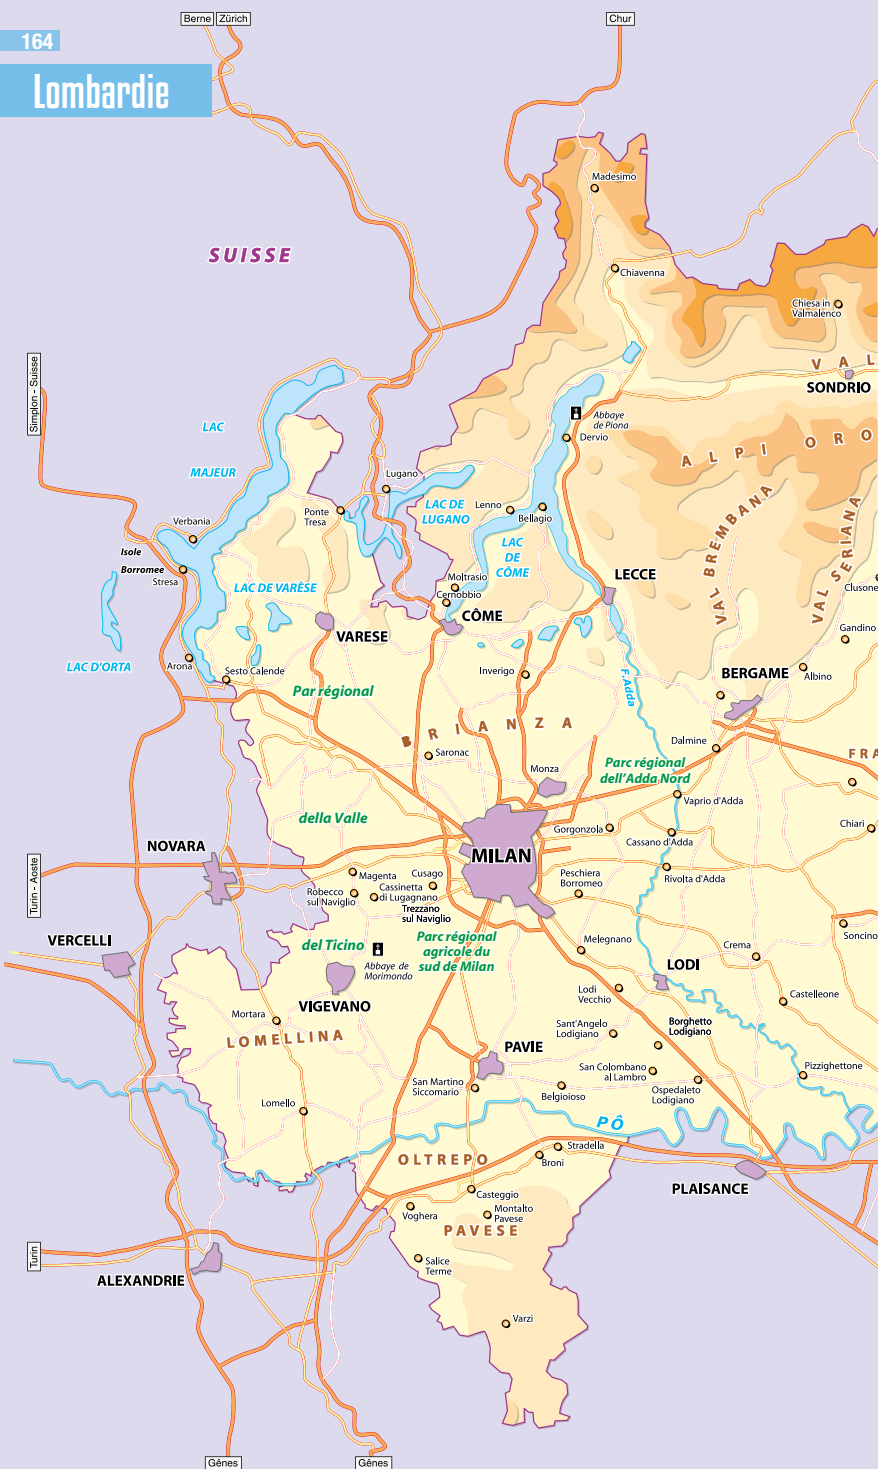 Berne
Zürich
Chur
164
Lombardie
Madesimo
SUISSE
Chiavenna
Chiesa in
Valmalenco
Simplon - Suisse
V A L
SONDRIO
LAC
MAJEUR
Abbaye
de Piona
Dervio
ALPI ORO
Lugano
LAC DE
LUGANO
Lenno
Bellagio
Ponte
Tresa
Verbania
VAL BREMBANA
VAL SERIANA
Isole
Borromee
Stresa
LAC
DE
CÔME
LECCE
Clusone
LAC DE VARÈSE
Moltrasio
Cernobbio
CÔME
VARESE
Gandino
LAC D'ORTA
Arona
Sesto Calende
Inverigo
F. Adda
BERGAME
Albino
Par régional
BRIANZA
Saronac
Dalmine
FRA
Monza
Parc régional
dell'Adda Nord
Vaprio d'Adda
della Valle
Gorgonzola
Chiari
NOVARA
MILAN
Cassano d'Adda
Turin - Aoste
Magenta
Cusago
Peschiera
Borromeo
Rivolta d'Adda
Robecco
sul Naviglio
Cassinetta
di Lugagnano
Trezzano
sul Naviglio
VERCELLI
del Ticino
Parc régional
agricole du
sud de Milan
Melegnano
Crema
Soncino
Abbaye de
Morimondo
LODI
VIGEVANO
Lodi
Vecchio
Castelleone
Mortara
LOMELLINA
Sant'Angelo
Lodigiano
Borghetto
Lodigiano
PAVIE
San Martino
Siccomario
San Colombano
al Lambro
Pizzighettone
Lomello
Belgioioso
Ospedaleto
Lodigiano
PÔ
OLTREPO
Stradella
Broni
PLAISANCE
Casteggio
Voghera
Montalto
Pavese
PAVESE
Turin
ALEXANDRIE
Salice
Terme
Varzi
Gênes
Gênes